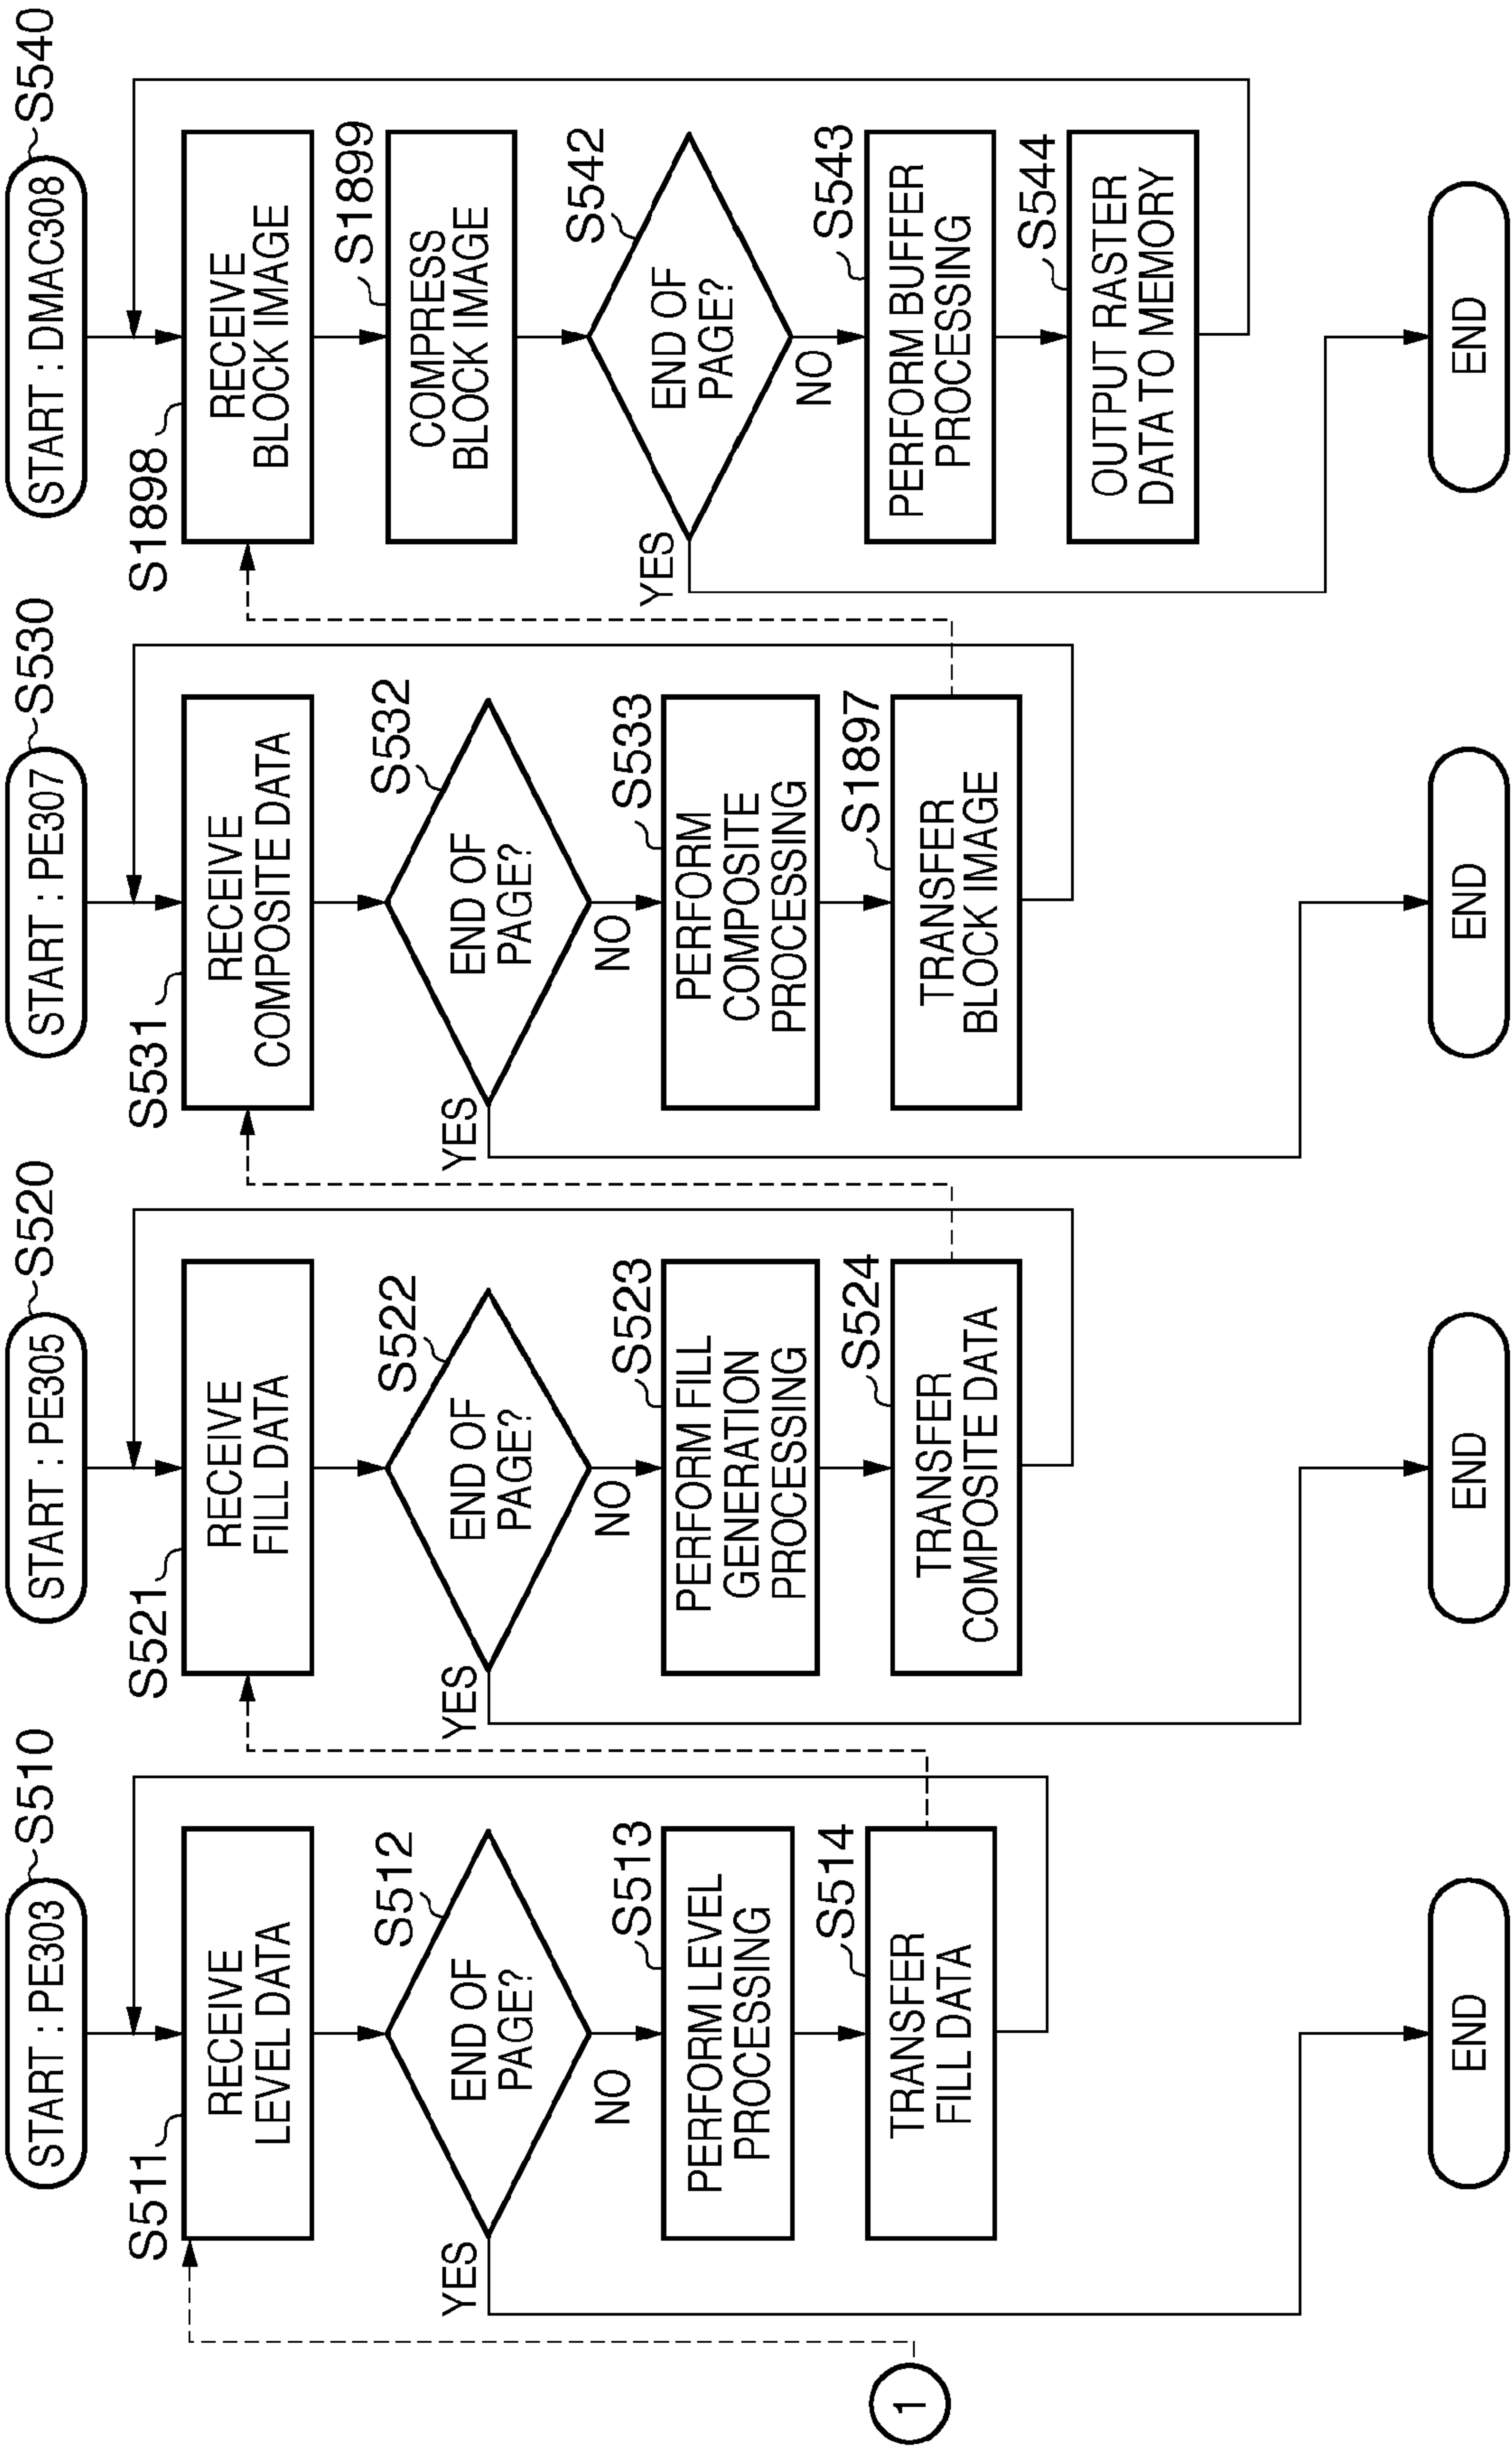 START : PE303
S510
S511
RECEIVE
LEVEL DATA
S512
END OF
PAGE?
YES
NO
S513
PERFORM LEVEL
PROCESSING
S514
TRANSFER
FILL DATA
1
END
START : PE305
S520
S521
RECEIVE
FILL DATA
S522
END OF
PAGE?
YES
NO
S523
PERFORM FILL
GENERATION
PROCESSING
S524
TRANSFER
COMPOSITE DATA
END
START : PE307
S530
S531
RECEIVE
COMPOSITE DATA
S532
END OF
PAGE?
YES
NO
S533
PERFORM
COMPOSITE
PROCESSING
S1897
TRANSFER
BLOCK IMAGE
END
START : DMAC308
S540
S1898
RECEIVE
BLOCK IMAGE
S1899
COMPRESS
BLOCK IMAGE
S542
END OF
PAGE?
YES
NO
S543
PERFORM BUFFER
PROCESSING
S544
OUTPUT RASTER
DATA TO MEMORY
END